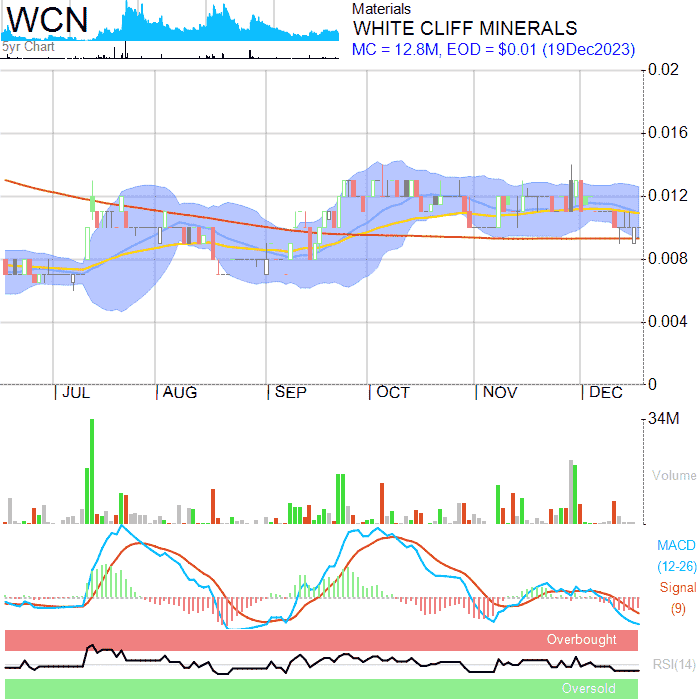 WCN
5yr Chart
Materials
WHITE CLIFF MINERALS
MC = 12.8M, EOD = $0.01 (19Dec2023)
0.02
0.016
0.012
0.008
0.004
0
JUL AUG SEP OCT NOV DEC
34M
Volume
MACD
(12-26)
Signal
(9)
Overbought
RSI(14)
Oversold